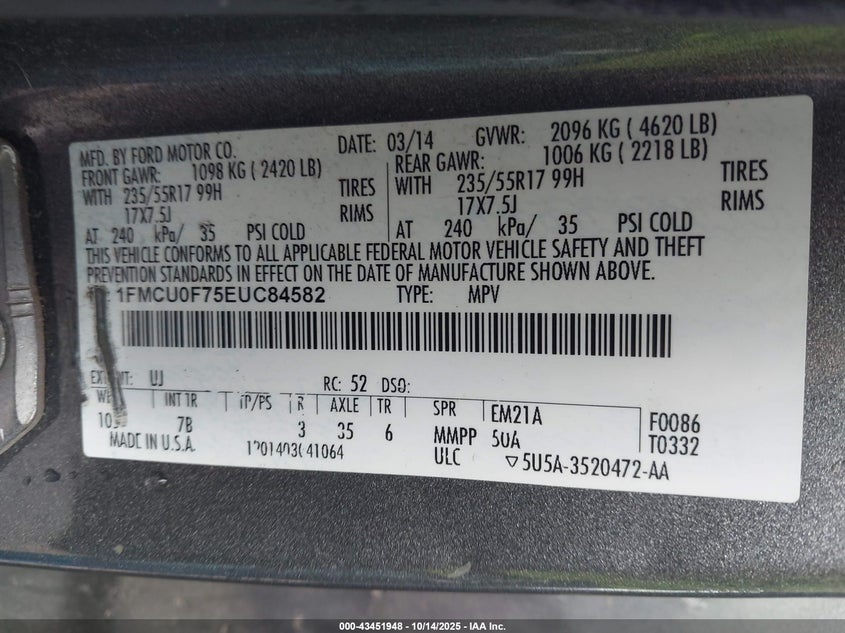 MFD. BY FORD MOTOR CO. DATE: 03/14 GVWR: 2096 KG ( 4620 LB)
FRONT GAWR: 1098 KG ( 2420 LB) REAR GAWR: 1006 KG ( 2218 LB)
WITH 235/55R17 99H TIRES WITH 235/55R17 99H TIRES
17X7.5J RIMS 17X7.5J RIMS
AT 240 kPa/ 35 PSI COLD AT 240 kPa/ 35 PSI COLD
THIS VEHICLE CONFORMS TO ALL APPLICABLE FEDERAL MOTOR VEHICLE SAFETY AND THEFT
PREVENTION STANDARDS IN EFFECT ON THE DATE OF MANUFACTURE SHOWN ABOVE.
1FMCU0F75EUC84582 TYPE: MPV
UJ RC: 52 DSO:
INT TR TP/PS R AXLE TR SPR EM21A F0086
7B 3 35 6 MMPP 5UA T0332
MADE IN U.S.A. ULC ▽5U5A-3520472-AA
000-43451948 - 10/14/2025 - IAA Inc.